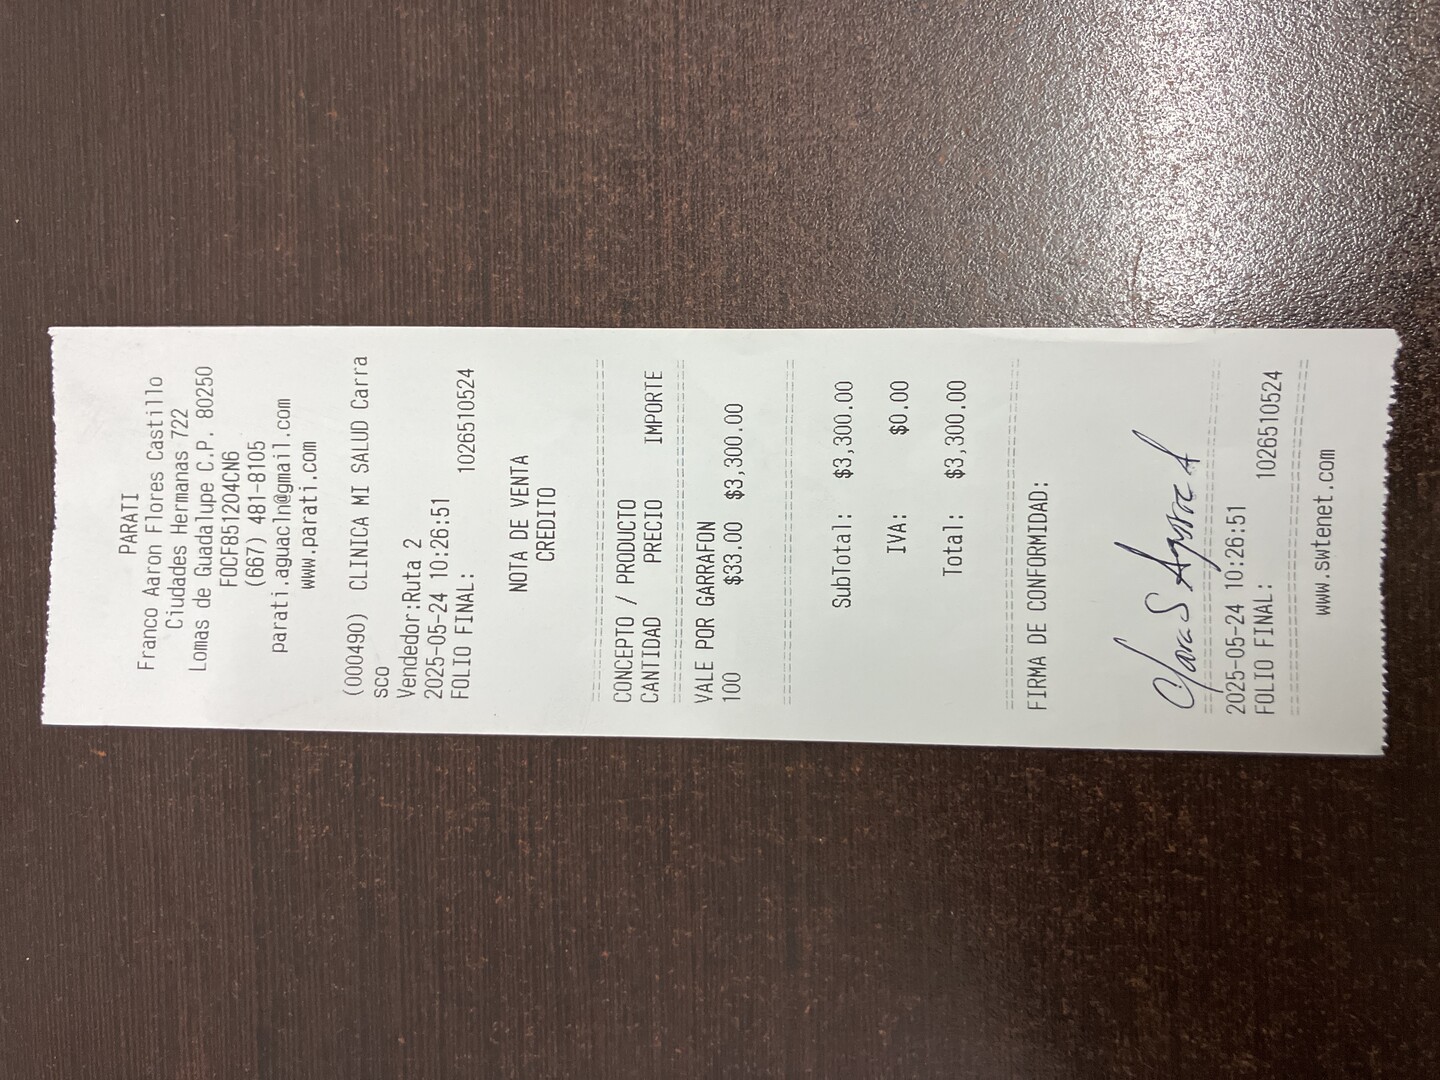 PARATI
Franco Aaron Flores Castillo
Ciudades Hermanas 722
Lomas de Guadalupe C.P. 80250
FOCF851204CN6
(667) 481-8105
parati.aguacln@gmail.com
www.parati.com
(000490) CLINICA MI SALUD Carra
sco
Vendedor:Ruta 2
2025-05-24 10:26:51
FOLIO FINAL: 1026510524
NOTA DE VENTA
CREDITO
CONCEPTO / PRODUCTO
CANTIDAD PRECIO IMPORTE
VALE POR GARRAFON
100 $33.00 $3,300.00
SubTotal: $3,300.00
IVA: $0.00
Total: $3,300.00
FIRMA DE CONFORMIDAD:
Clara S
2025-05-24 10:26:51
FOLIO FINAL: 1026510524
www.swtenet.com